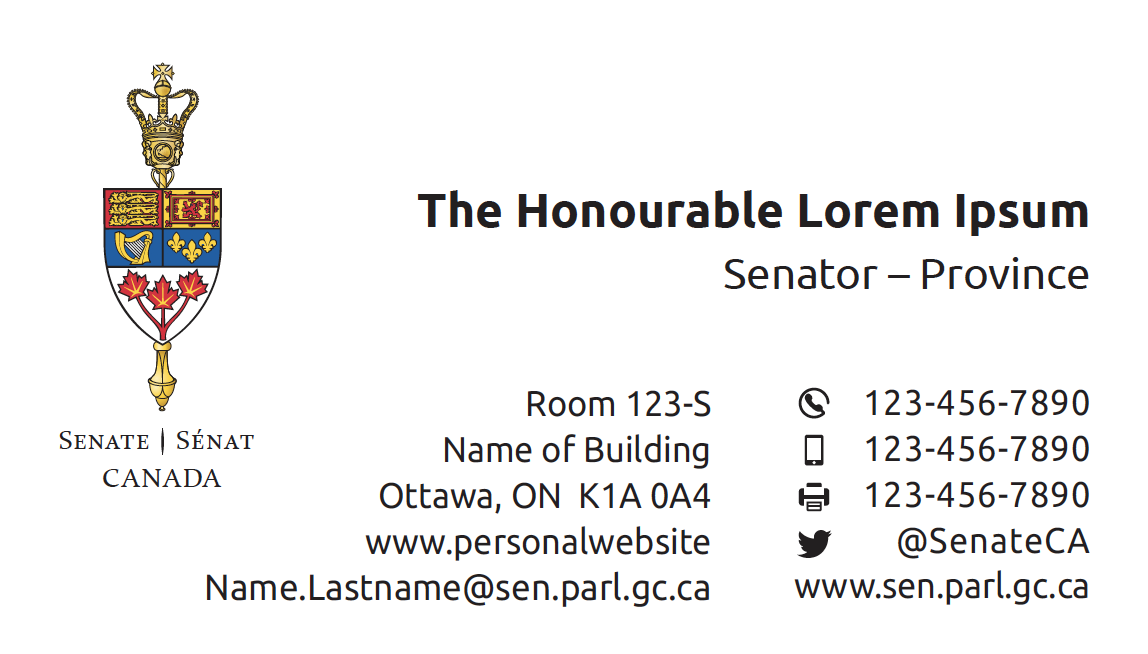 SENATE | SÉNAT
CANADA
The Honourable Lorem Ipsum
Senator – Province
Room 123-S
Name of Building
Ottawa, ON  K1A 0A4
www.personalwebsite
Name.Lastname@sen.parl.gc.ca
123-456-7890
123-456-7890
123-456-7890
@SenateCA
www.sen.parl.gc.ca